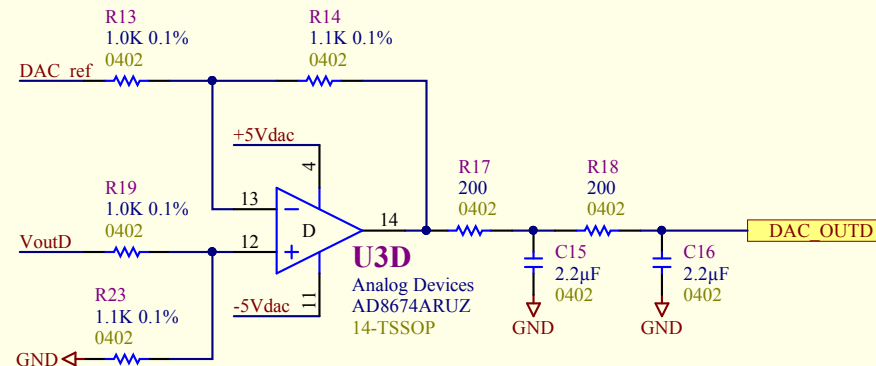 R13
1.0K 0.1%
0402
R14
1.1K 0.1%
0402
DAC_ref
+5Vdac
4
13
12
D
14
11
-5Vdac
R19
1.0K 0.1%
0402
VoutD
R23
1.1K 0.1%
0402
GND
U3D
Analog Devices
AD8674ARUZ
14-TSSOP
R17
200
0402
R18
200
0402
C15
2.2µF
0402
GND
C16
2.2µF
0402
GND
DAC_OUTD